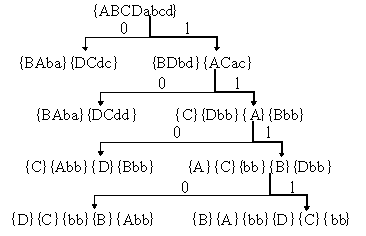 {ABCDabcd}
0 1
{BAba}{DCdc} {BDbd}{ACac}
0 1
{BAba}{DCdd} {C}{Dbb}{A}{Bbb}
0 1
{C}{Abb}{D}{Bbb} {A}{C}{bb}{B}{Dbb}
0 1
{D}{C}{bb}{B}{Abb} {B}{A}{bb}{D}{C}{bb}